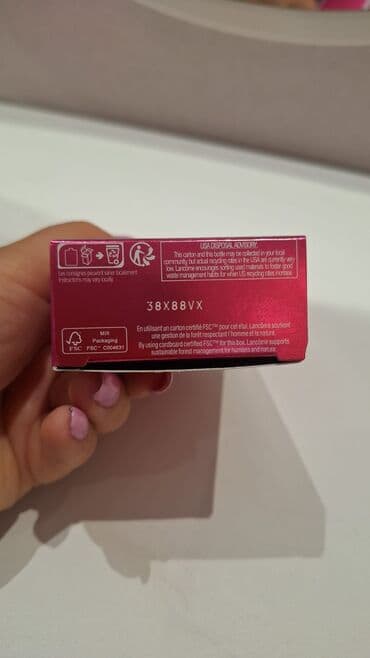 USA DISPOSAL ADVISORY:
This carton and this bottle may be collected in your local
community but actual recycling rates in the USA are currently very
low. Lancôme encourages sorting used materials to foster good
waste management habits for when US recycling rates increase.
Les consignes peuvent varier localement
Instructions may vary locally
38X88VX
FSC
MIX
Packaging
FSC™ C004631
En utilisant un carton certifié FSC™ pour cet étui, Lancôme soutient
une gestion de la forêt respectant l'homme et la nature.
By using cardboard certified FSC™ for this box, Lancôme supports
sustainable forest management for humans and nature.